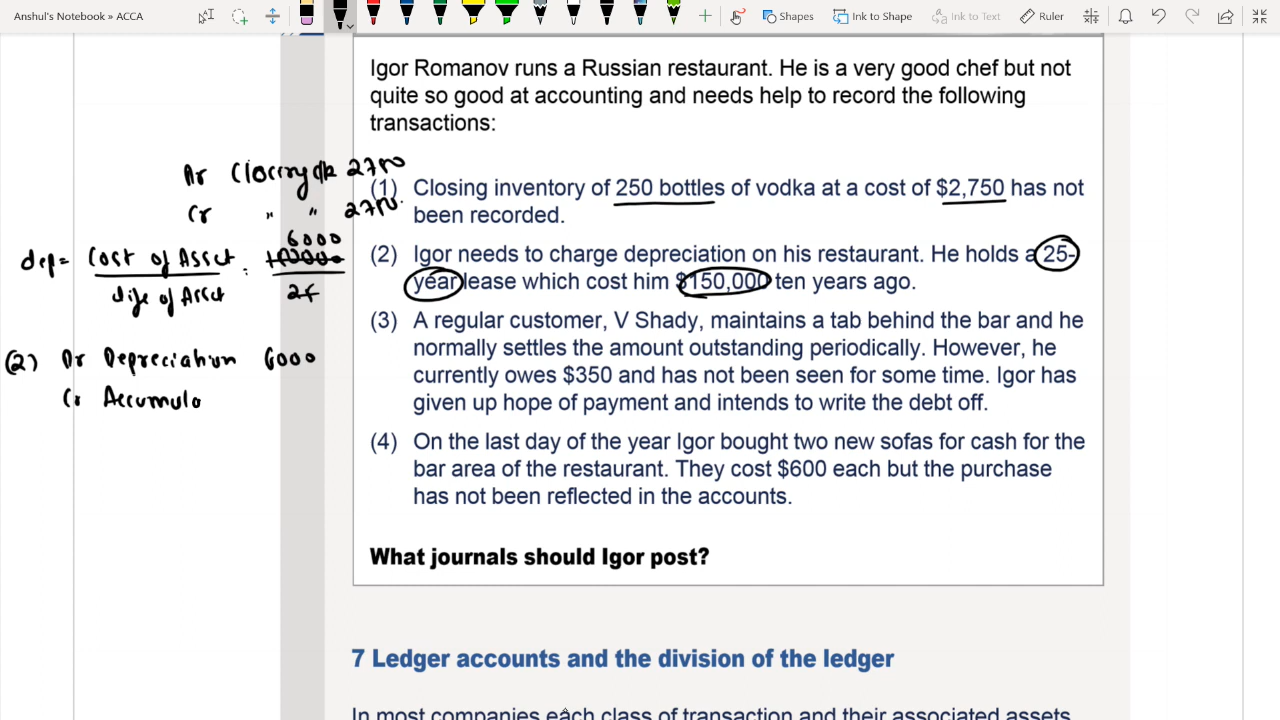 Anshul's Notebook » ACCA
Shapes
Ink to Shape
Ink to Text
Ruler
Igor Romanov runs a Russian restaurant. He is a very good chef but not
quite so good at accounting and needs help to record the following
transactions:
(1) Closing inventory of 250 bottles of vodka at a cost of $2,750 has not
been recorded.
(2) Igor needs to charge depreciation on his restaurant. He holds a 25-
year lease which cost him $150,000 ten years ago.
(3) A regular customer, V Shady, maintains a tab behind the bar and he
normally settles the amount outstanding periodically. However, he
currently owes $350 and has not been seen for some time. Igor has
given up hope of payment and intends to write the debt off.
(4) On the last day of the year Igor bought two new sofas for cash for the
bar area of the restaurant. They cost $600 each but the purchase
has not been reflected in the accounts.
What journals should Igor post?
7 Ledger accounts and the division of the ledger
In most companies each class of transaction and their associated assets
Dr 2750
Cr " " 2750.
6000
dep = Cost of Asset
life of Asset
25
(2) Dr Depreciation 6000
Cr Accumula